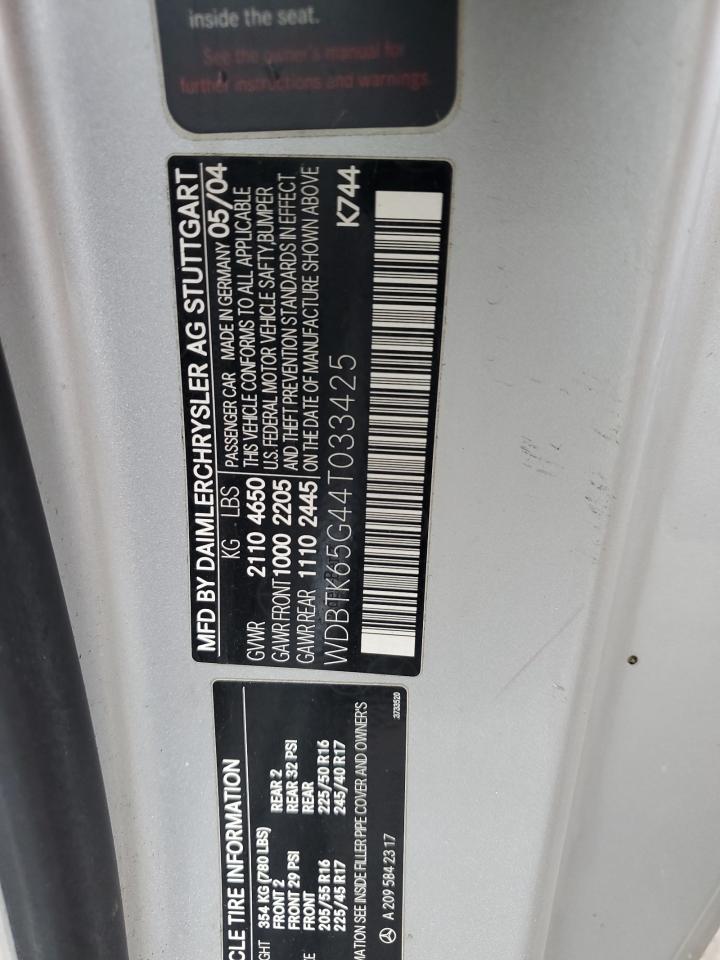 inside the seat.
See the owner's manual for
further instructions and warnings.
MFD BY DAIMLERCHRYSLER AG STUTTGART
KG LBS PASSENGER CAR MADE IN GERMANY 05/04
GVWR 2110 4650 THIS VEHICLE CONFORMS TO ALL APPLICABLE
U.S. FEDERAL MOTOR VEHICLE SAFTY,BUMPER
GAWR FRONT 1000 2205 AND THEFT PREVENTION STANDARDS IN EFFECT
GAWR REAR 1110 2445 ON THE DATE OF MANUFACTURE SHOWN ABOVE
WDBTK65G44T033425 K744
CLE TIRE INFORMATION
GHT 354 KG (780 LBS)
FRONT 2 REAR 2
FRONT 29 PSI REAR 32 PSI
FRONT REAR
205/55 R16 225/50 R16
225/45 R17 245/40 R17
MATION SEE INSIDE FILLER PIPE COVER AND OWNER'S
A 209 584 23 17 3733520